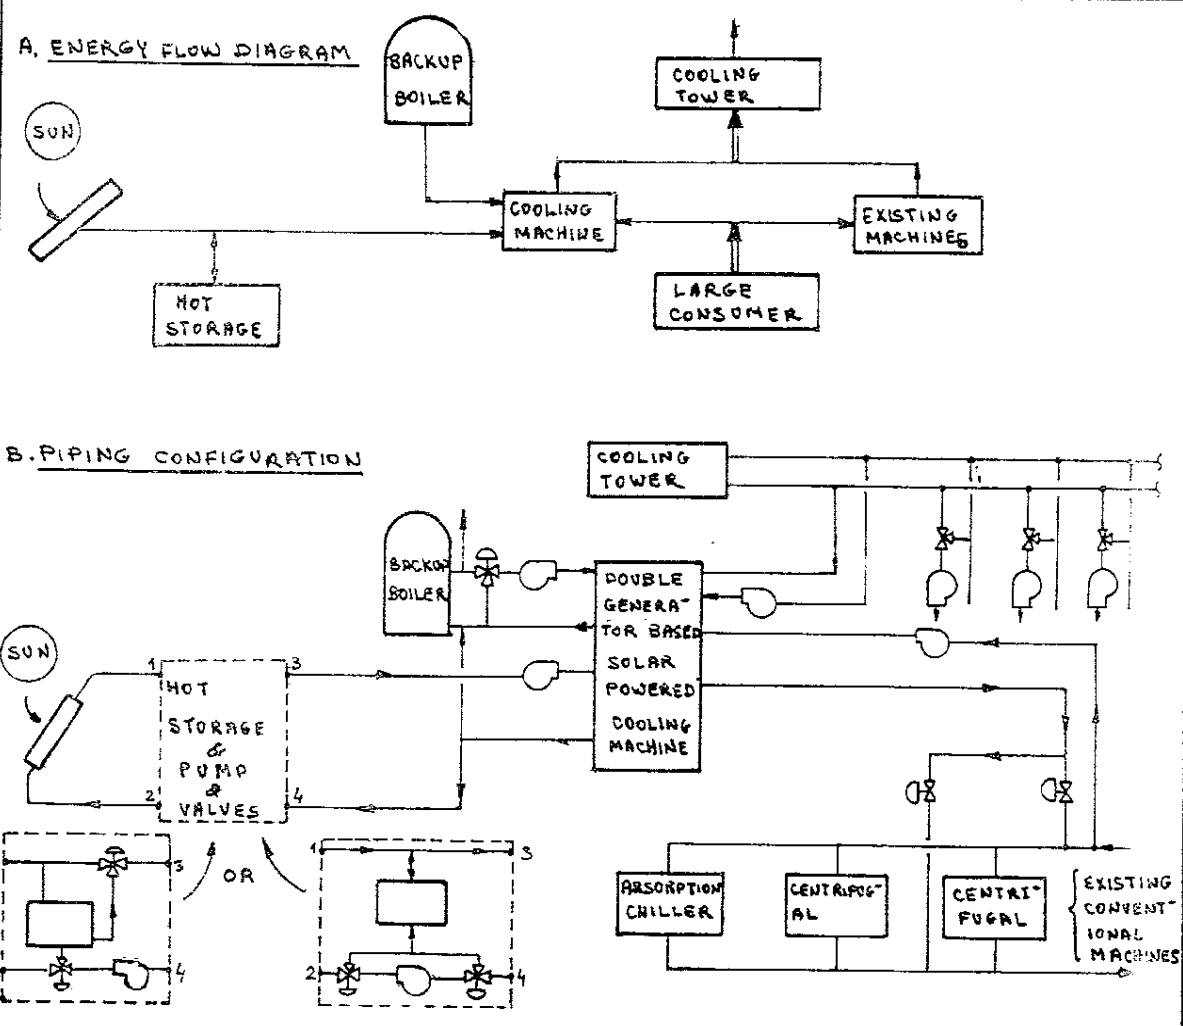 A. ENERGY FLOW DIAGRAM
BACKUP
BOILER
COOLING
TOWER
SUN
COOLING
MACHINE
EXISTING
MACHINES
HOT
STORAGE
LARGE
CONSUMER
B. PIPING CONFIGURATION
COOLING
TOWER
BACKUP
BOILER
DOUBLE
GENERA-
TOR BASED
SOLAR
POWERED
COOLING
MACHINE
SUN
1
3
HOT
STORAGE
&
PUMP
&
VALVES
2
4
3
4
OR
1
3
2
4
ABSORPTION
CHILLER
CENTRIFUG-
AL
CENTRI-
FUGAL
EXISTING
CONVENT-
IONAL
MACHINES